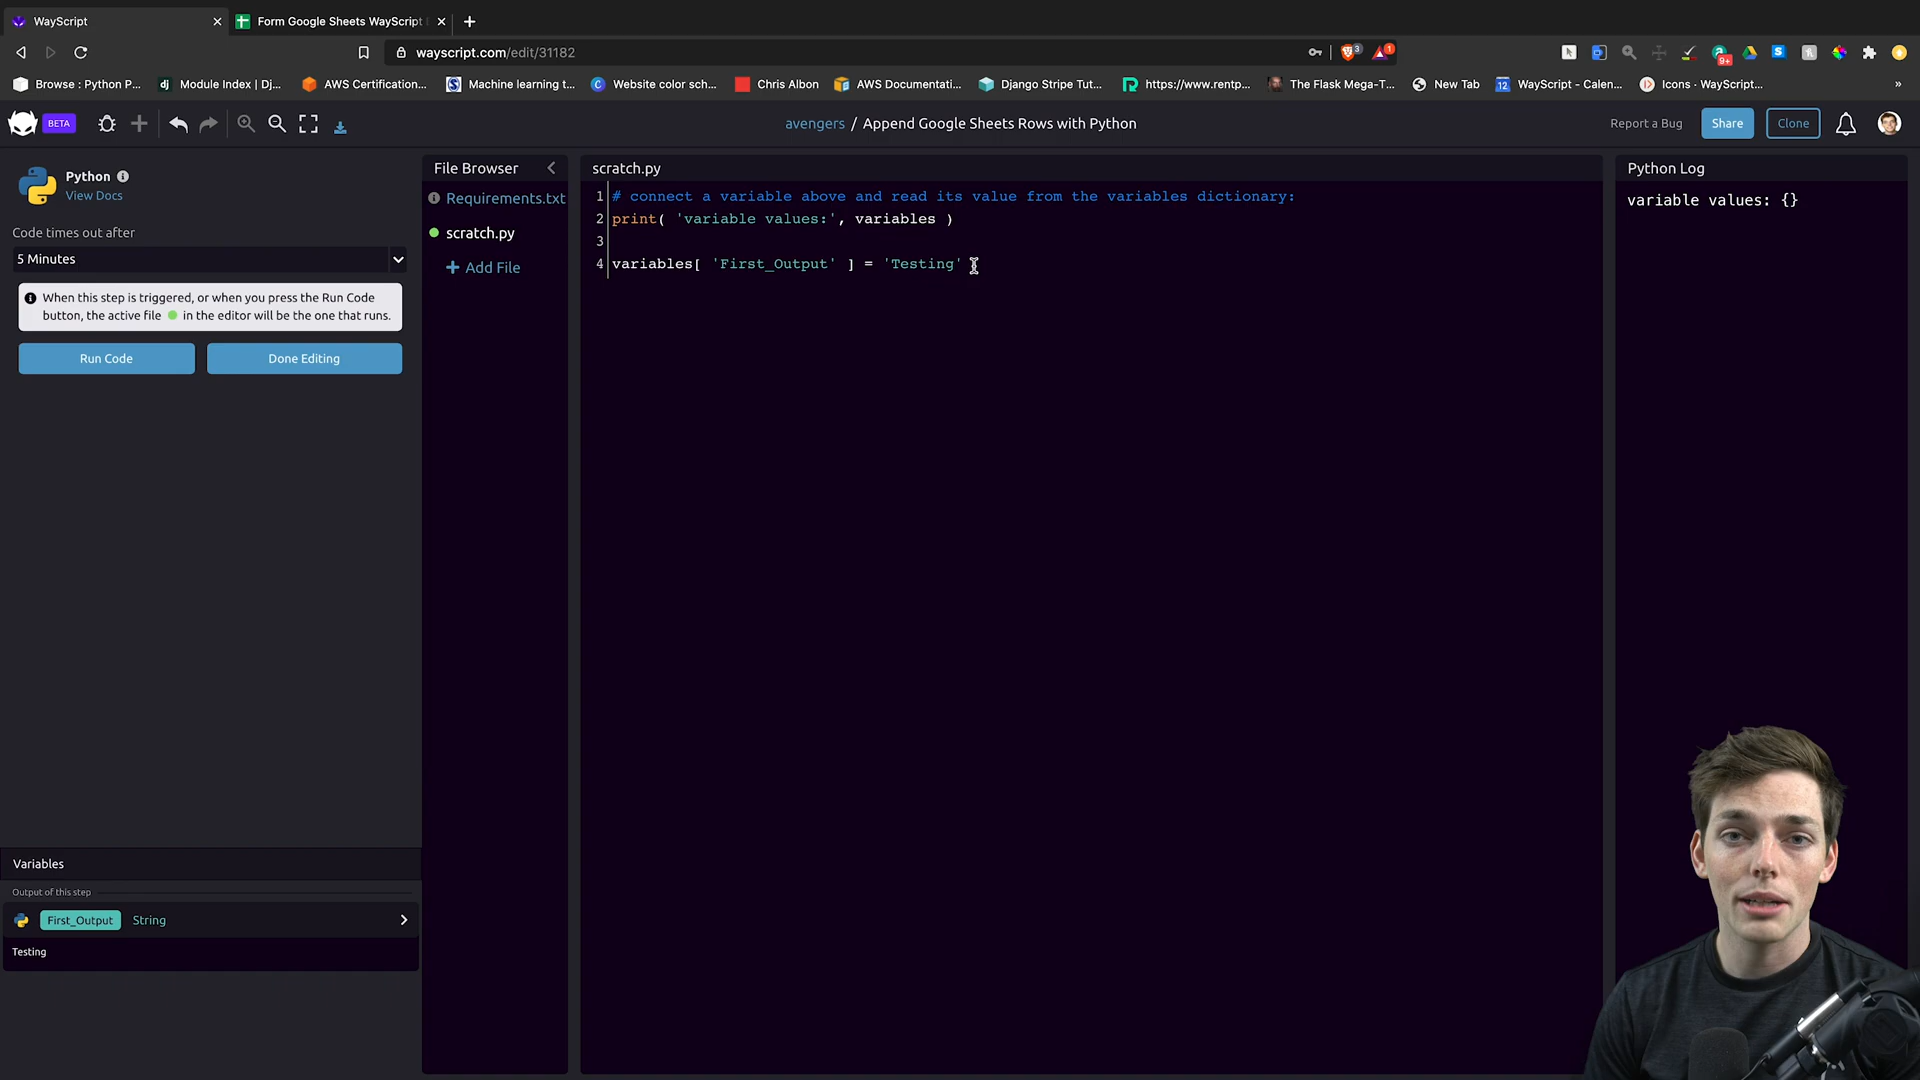 WayScript
Form Google Sheets WayScript
wayscript.com/edit/31182
3
1
9+
Browse : Python P...
dj Module Index | Dj...
AWS Certification...
Machine learning t...
Website color sch...
Chris Albon
AWS Documentati...
Django Stripe Tut...
https://www.rentp...
The Flask Mega-T...
New Tab
12 WayScript - Calen...
Icons · WayScript...
»
BETA
avengers / Append Google Sheets Rows with Python
Report a Bug
Share
Clone
Python
View Docs
Code times out after
5 Minutes
When this step is triggered, or when you press the Run Code
button, the active file in the editor will be the one that runs.
Run Code
Done Editing
File Browser
Requirements.txt
scratch.py
+ Add File
scratch.py
1 # connect a variable above and read its value from the variables dictionary:
2 print( 'variable values:', variables )
3
4 variables[ 'First_Output' ] = 'Testing'
Python Log
variable values: {}
Variables
Output of this step
First_Output String
Testing